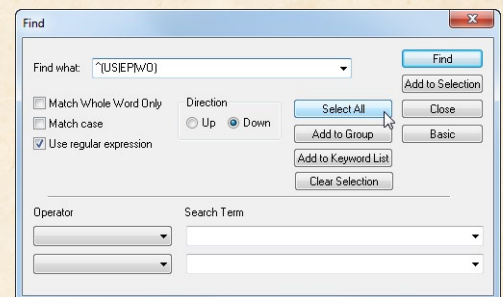 Find
Find what: ^(US|EP|WO)
Find
Add to Selection
Match Whole Word Only
Direction
Select All
Close
Match case
Up
Down
Add to Group
Basic
Use regular expression
Add to Keyword List
Clear Selection
Operator
Search Term